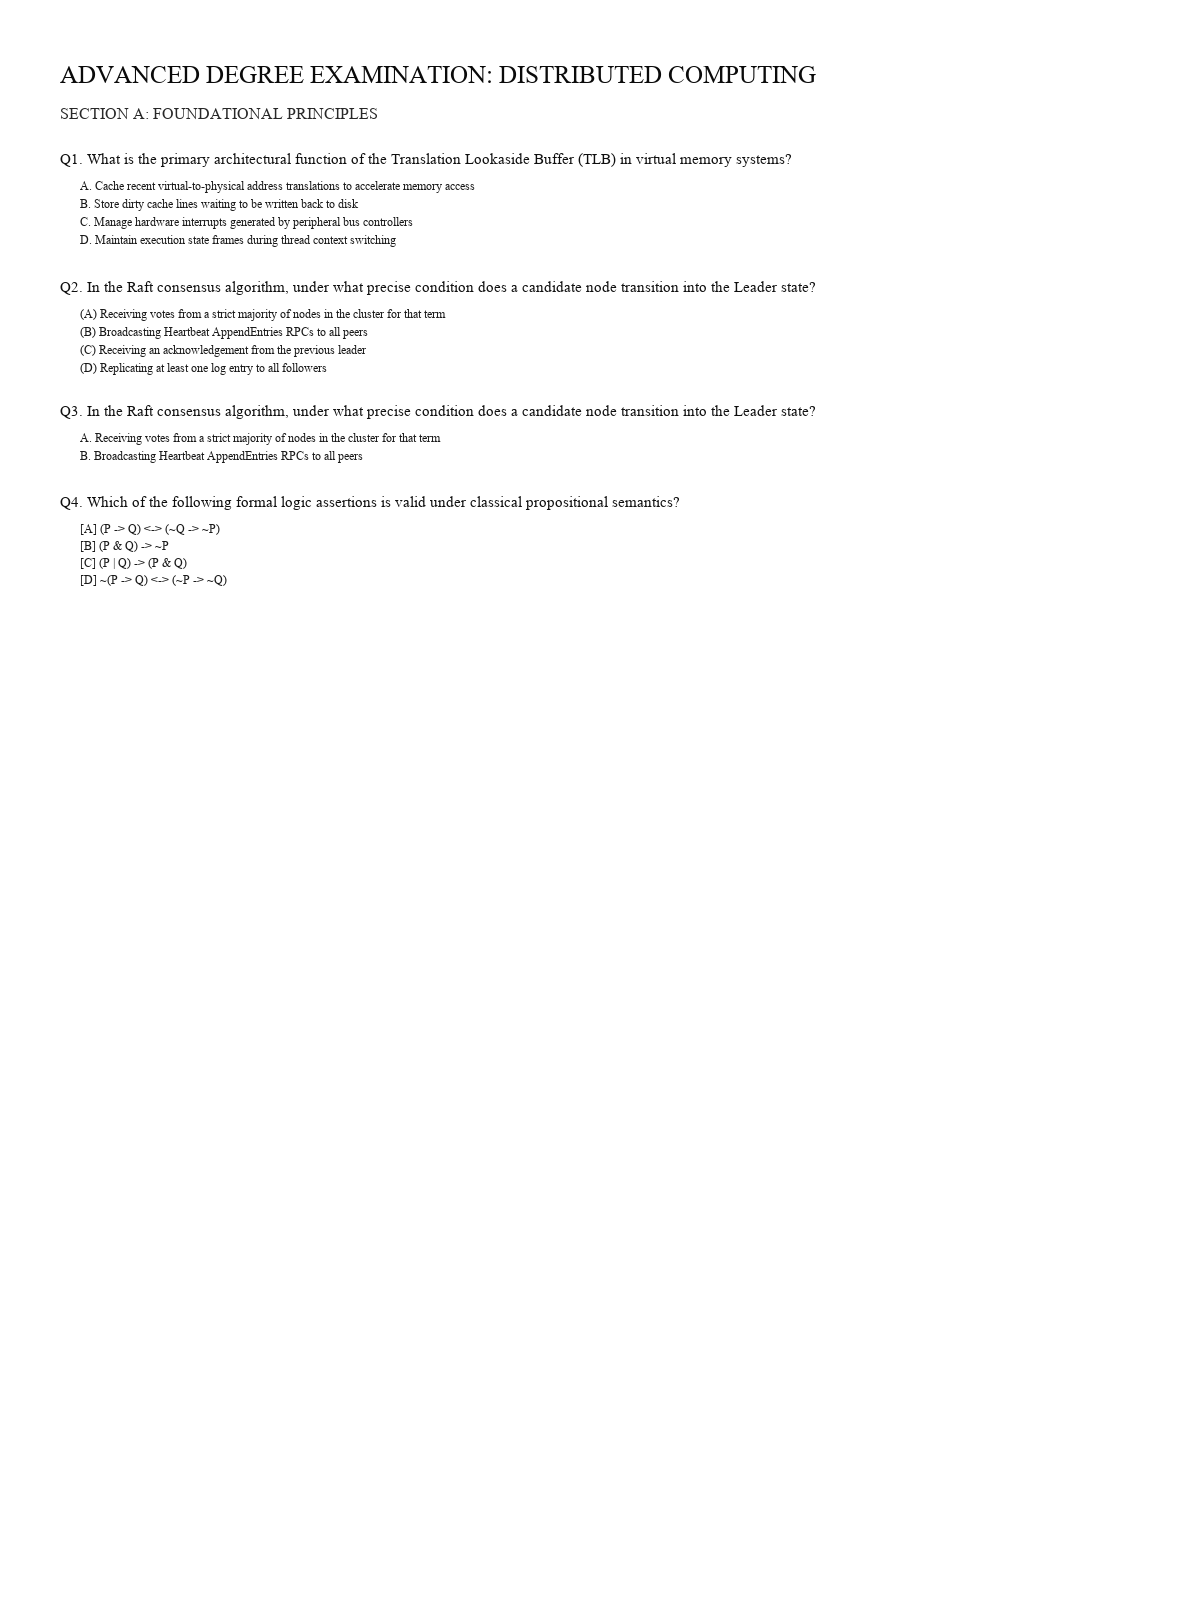 ADVANCED DEGREE EXAMINATION: DISTRIBUTED COMPUTING
SECTION A: FOUNDATIONAL PRINCIPLES
Q1. What is the primary architectural function of the Translation Lookaside Buffer (TLB) in virtual memory systems?
A. Cache recent virtual-to-physical address translations to accelerate memory access
B. Store dirty cache lines waiting to be written back to disk
C. Manage hardware interrupts generated by peripheral bus controllers
D. Maintain execution state frames during thread context switching
Q2. In the Raft consensus algorithm, under what precise condition does a candidate node transition into the Leader state?
(A) Receiving votes from a strict majority of nodes in the cluster for that term
(B) Broadcasting Heartbeat AppendEntries RPCs to all peers
(C) Receiving an acknowledgement from the previous leader
(D) Replicating at least one log entry to all followers
Q3. In the Raft consensus algorithm, under what precise condition does a candidate node transition into the Leader state?
A. Receiving votes from a strict majority of nodes in the cluster for that term
B. Broadcasting Heartbeat AppendEntries RPCs to all peers
Q4. Which of the following formal logic assertions is valid under classical propositional semantics?
[A] (P -> Q) <-> (~Q -> ~P)
[B] (P & Q) -> ~P
[C] (P | Q) -> (P & Q)
[D] ~(P -> Q) <-> (~P -> ~Q)